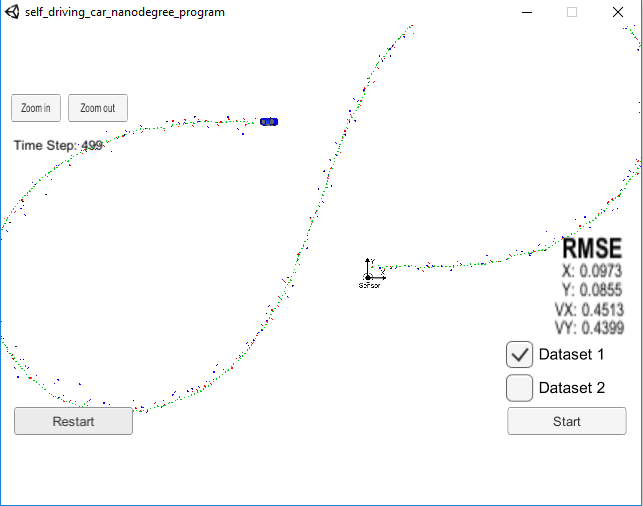 self_driving_car_nanodegree_program
Zoom in
Zoom out
Time Step: 499
Y
X
Sensor
RMSE
X: 0.0973
Y: 0.0855
VX: 0.4513
VY: 0.4399
Dataset 1
Dataset 2
Restart
Start